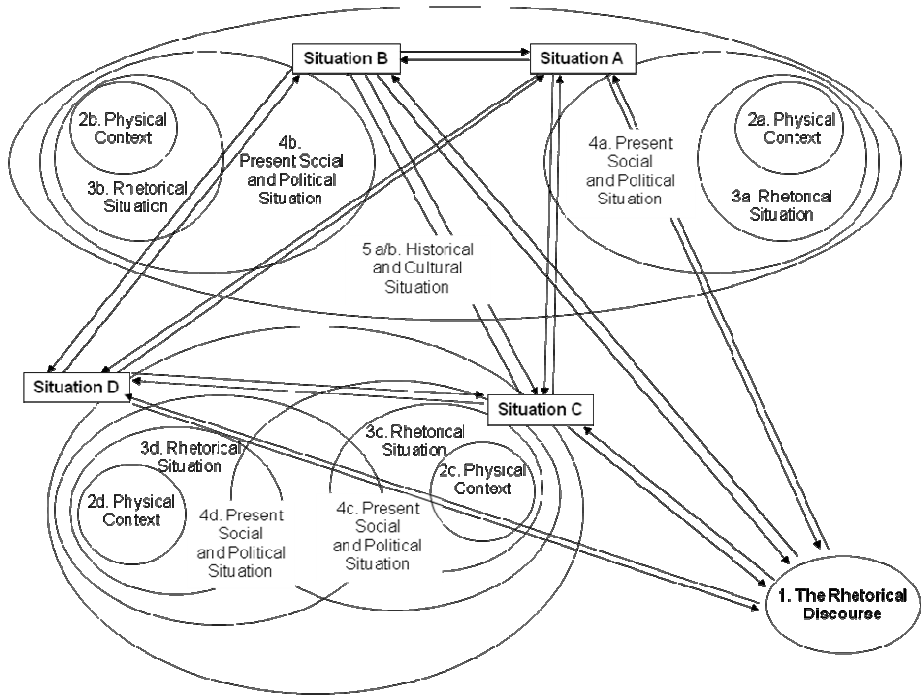 Situation B
Situation A
2b. Physical
Context
3b. Rhetorical
Situation
4b.
Present Social
and Political
Situation
4a. Present
Social
and Political
Situation
2a. Physical
Context
3a Rhetorical
Situation
5 a/b. Historical
and Cultural
Situation
Situation D
Situation C
3d. Rhetorical
Situation
2d. Physical
Context
4d. Present
Social
and Political
Situation
3c. Rhetorical
Situation
2c. Physical
Context
4c. Present
Social
and Political
Situation
1. The Rhetorical
Discourse